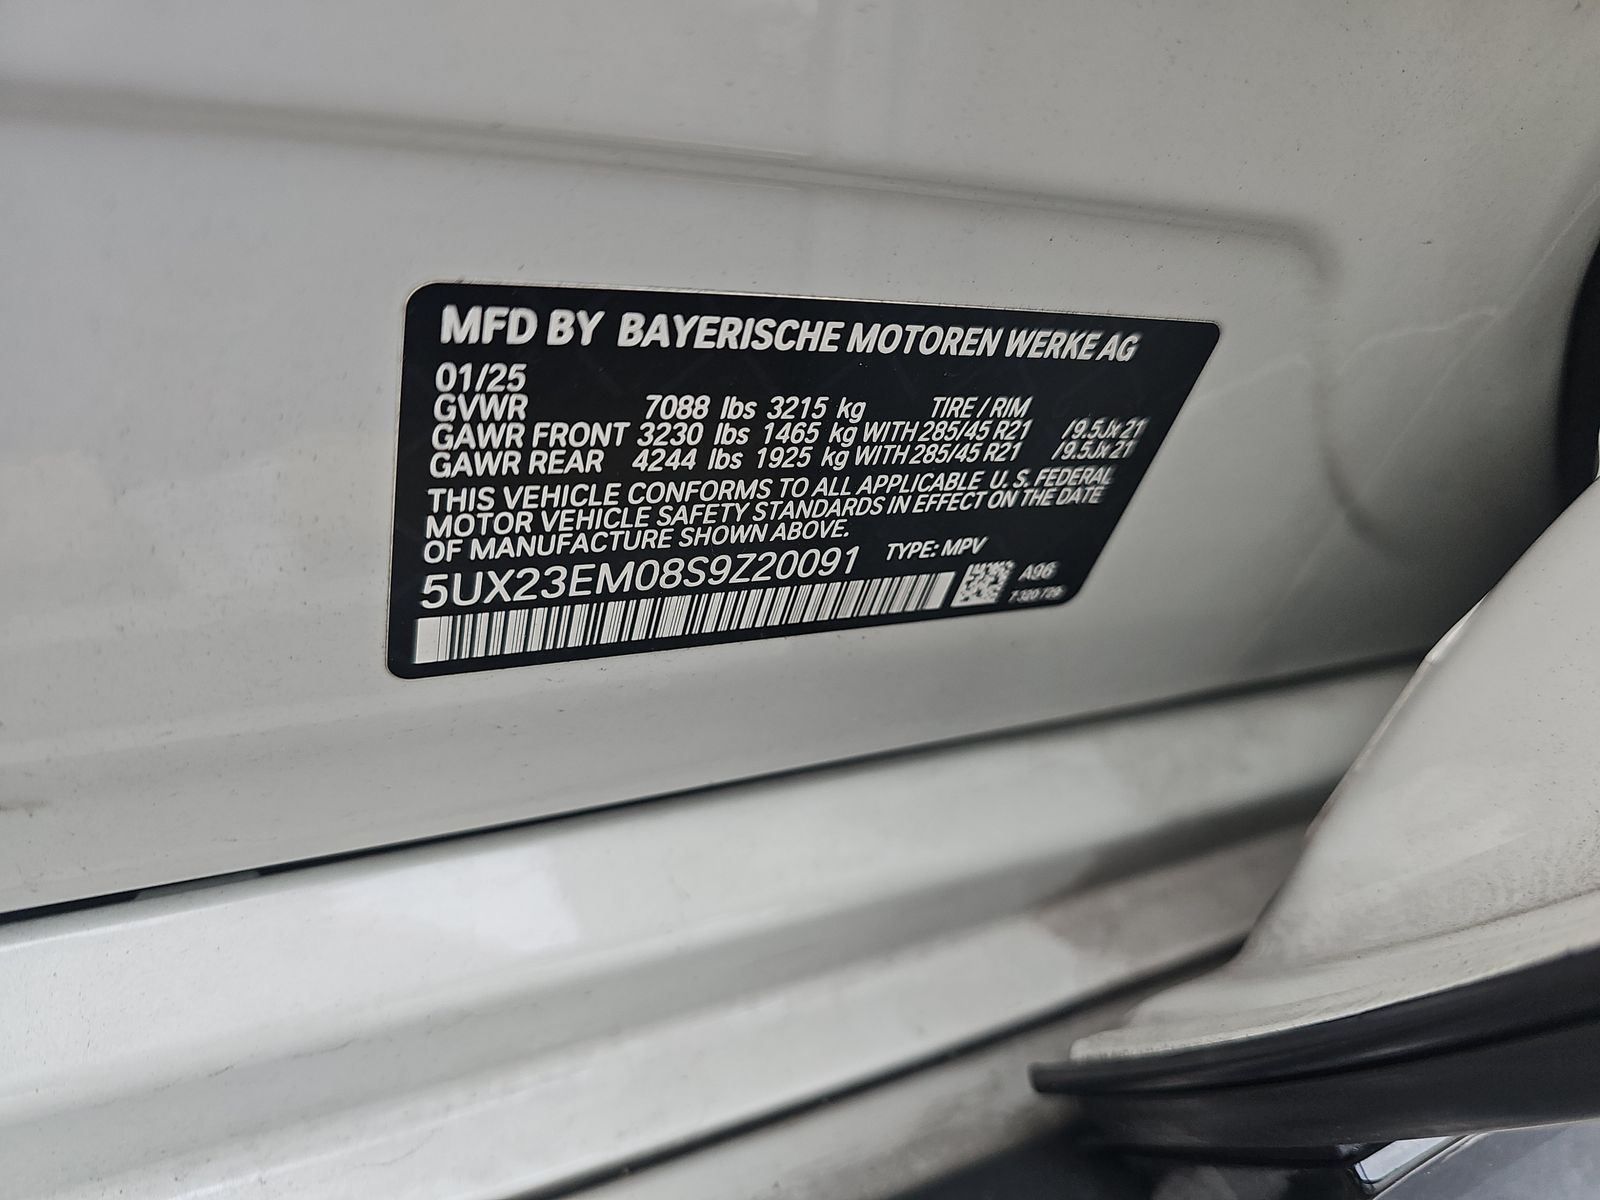 MFD BY BAYERISCHE MOTOREN WERKE AG
01/25
GVWR 7088 lbs 3215 kg TIRE / RIM
GAWR FRONT 3230 lbs 1465 kg WITH 285/45 R21 /9.5Jx21
GAWR REAR 4244 lbs 1925 kg WITH 285/45 R21 /9.5Jx21
THIS VEHICLE CONFORMS TO ALL APPLICABLE U. S. FEDERAL
MOTOR VEHICLE SAFETY STANDARDS IN EFFECT ON THE DATE
OF MANUFACTURE SHOWN ABOVE.
5UX23EM08S9Z20091 TYPE: MPV
A96